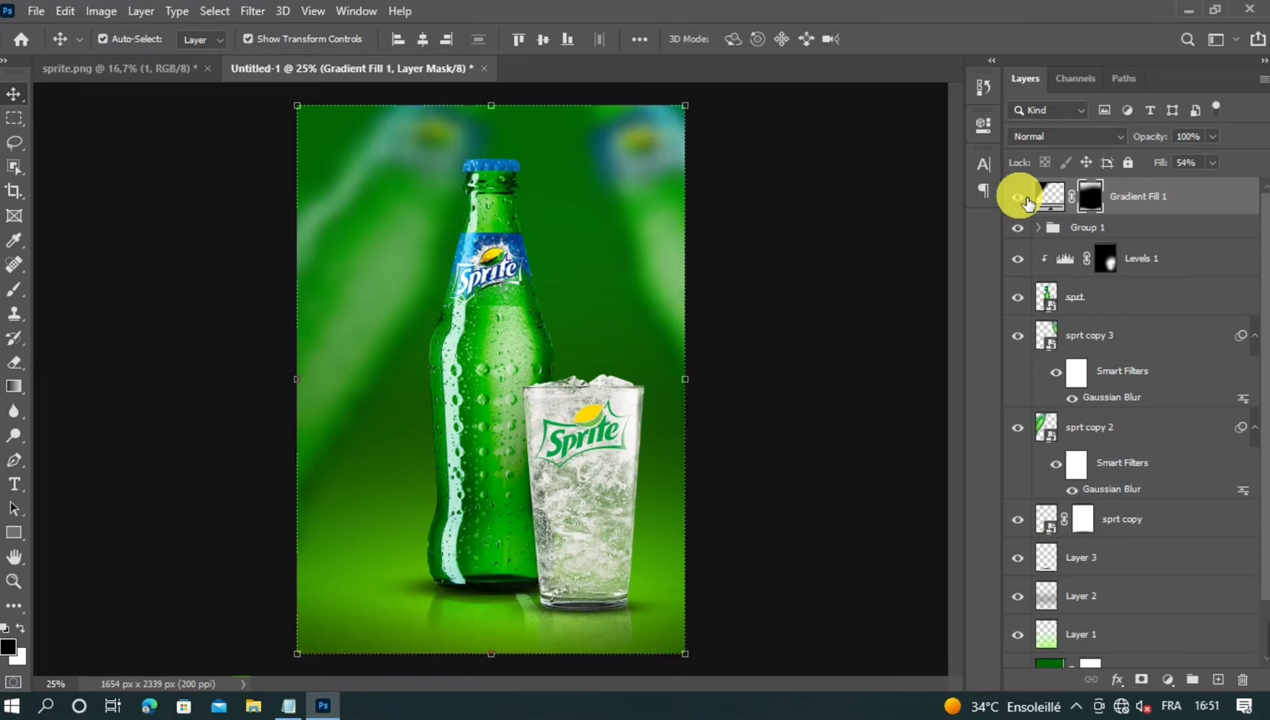 Ps File Edit Image Layer Type Select Filter 3D View Window Help
Auto-Select: Layer Show Transform Controls 3D Mode:
sprite.png @ 16,7% (1, RGB/8) * Untitled-1 @ 25% (Gradient Fill 1, Layer Mask/8) *
Layers Channels Paths
Kind
Normal Opacity: 100%
Lock: Fill: 54%
Gradient Fill 1
Group 1
Levels 1
sprt
sprt copy 3
Smart Filters
Gaussian Blur
sprt copy 2
Smart Filters
Gaussian Blur
sprt copy
Layer 3
Layer 2
Layer 1
Sprite
Sprite
25% 1654 px x 2339 px (200 ppi)
Ps 34°C Ensoleillé FRA 16:51